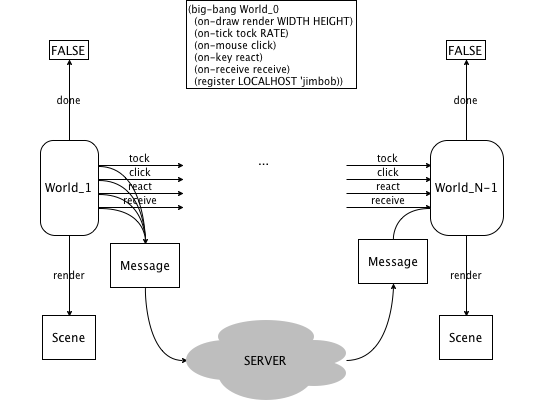 (big-bang World_0
(on-draw render WIDTH HEIGHT)
(on-tick tock RATE)
(on-mouse click)
(on-key react)
(on-receive receive)
(register LOCALHOST 'jimbob))
FALSE
FALSE
done
done
World_1
tock
click
react
receive
...
tock
click
react
receive
World_N-1
render
Message
Message
render
Scene
SERVER
Scene